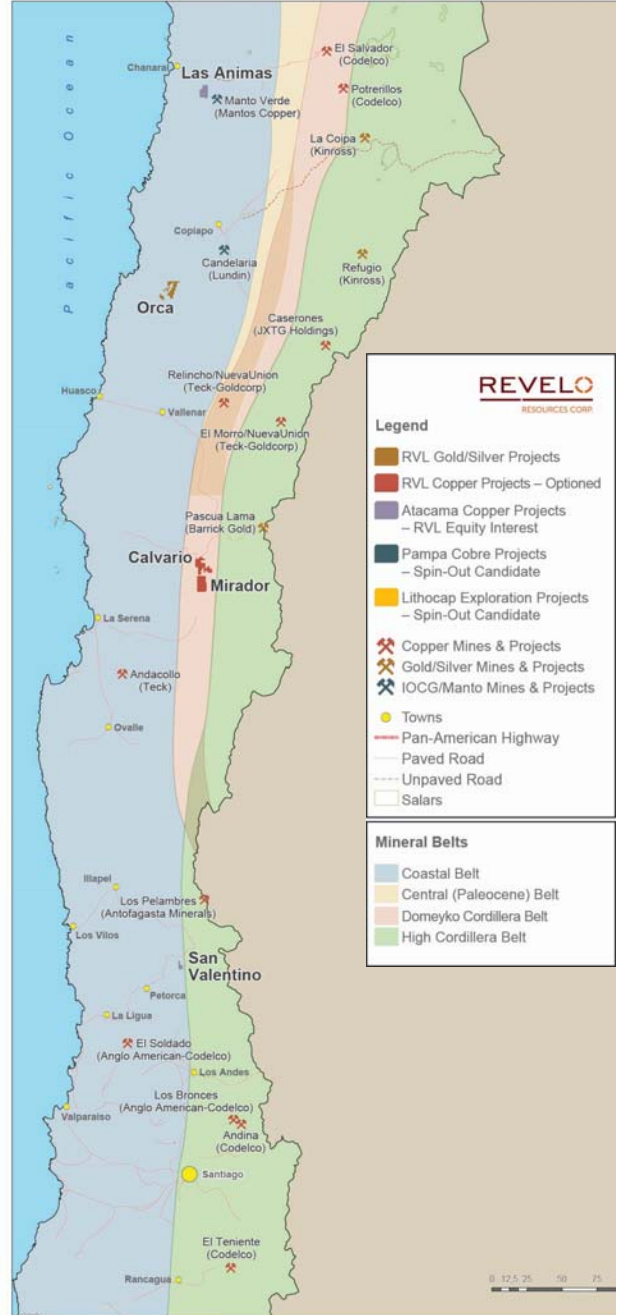 Pacific Ocean
Chanaral
Las Animas
Manto Verde
(Mantos Copper)
El Salvador
(Codelco)
Potrerillos
(Codelco)
La Coipa
(Kinross)
Copiapo
Candelaria
(Lundin)
Refugio
(Kinross)
Orca
Caserones
(JXTG Holdings)
Relincho/NuevaUnion
(Teck-Goldcorp)
Huasco
Vallenar
El Morro/NuevaUnion
(Teck-Goldcorp)
Pascua Lama
(Barrick Gold)
Calvario
Mirador
La Serena
Andacollo
(Teck)
Ovalle
Illapel
Los Pelambres
(Antofagasta Minerals)
Los Vilos
San
Valentino
Petorca
La Ligua
El Soldado
(Anglo American-Codelco)
Los Andes
Los Bronces
(Anglo American-Codelco)
Valparaiso
Andina
(Codelco)
Santiago
El Teniente
(Codelco)
Rancagua
REVELO
RESOURCES CORP.
Legend
RVL Gold/Silver Projects
RVL Copper Projects – Optioned
Atacama Copper Projects
– RVL Equity Interest
Pampa Cobre Projects
– Spin-Out Candidate
Lithocap Exploration Projects
– Spin-Out Candidate
Copper Mines & Projects
Gold/Silver Mines & Projects
IOCG/Manto Mines & Projects
Towns
Pan-American Highway
Paved Road
Unpaved Road
Salars
Mineral Belts
Coastal Belt
Central (Paleocene) Belt
Domeyko Cordillera Belt
High Cordillera Belt
0 12.5 25 50 75